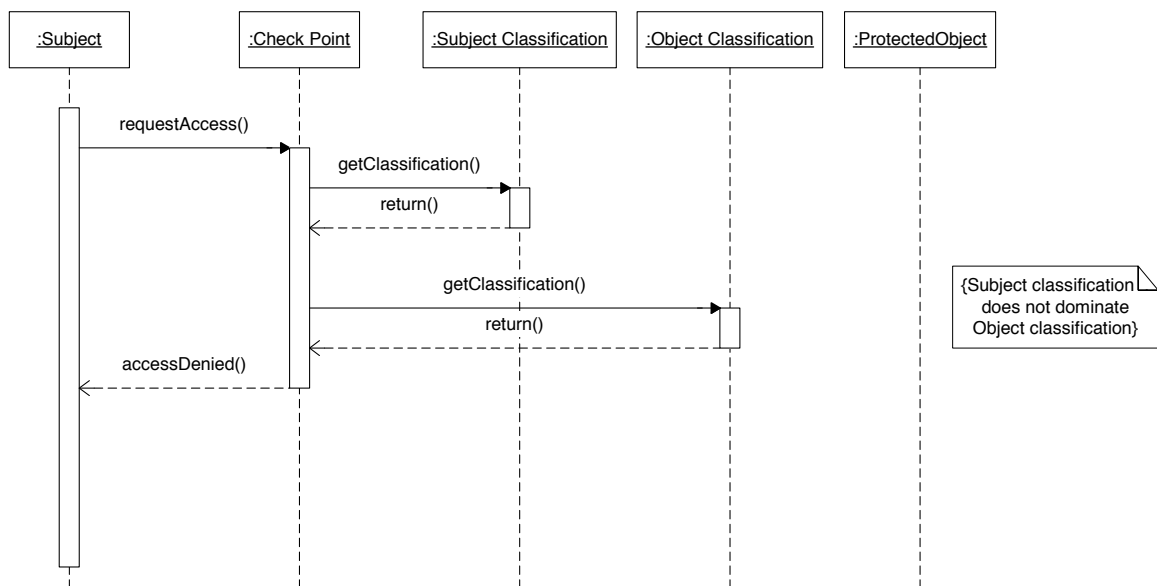 :Subject
:Check Point
:Subject Classification
:Object Classification
:ProtectedObject
requestAccess()
getClassification()
return()
getClassification()
return()
accessDenied()
{Subject classification
does not dominate
Object classification}